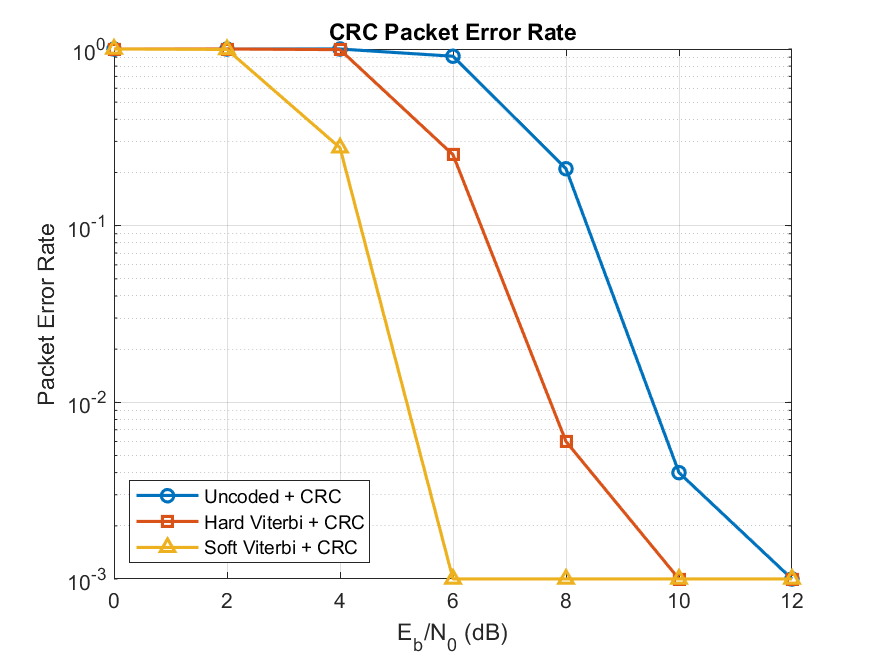 CRC Packet Error Rate
10^0
10^-1
10^-2
10^-3
Packet Error Rate
Uncoded + CRC
Hard Viterbi + CRC
Soft Viterbi + CRC
0 2 4 6 8 10 12
E_b/N_0 (dB)